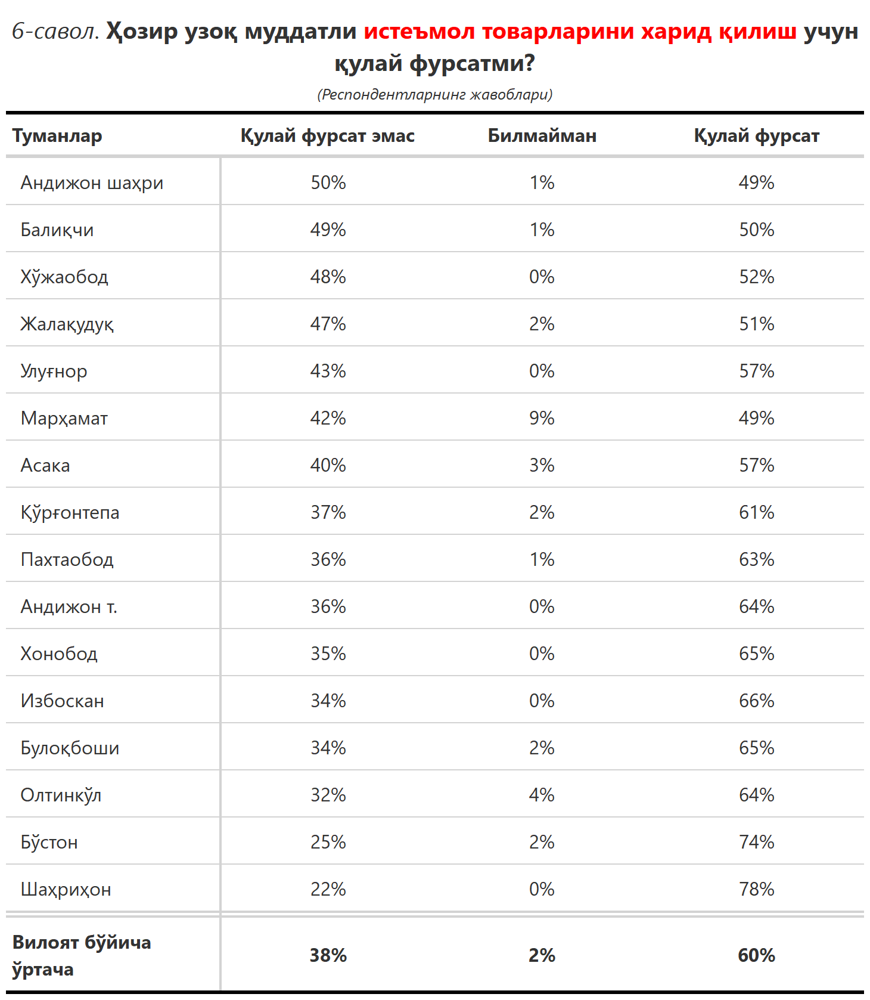 6-савол. Ҳозир узоқ муддатли истеъмол товарларини харид қилиш учун
қулай фурсатми?
(Респондентларнинг жавоблари)
Туманлар Қулай фурсат эмас Билмайман Қулай фурсат
Андижон шаҳри 50% 1% 49%
Балиқчи 49% 1% 50%
Хўжаобод 48% 0% 52%
Жалақудуқ 47% 2% 51%
Улуғнор 43% 0% 57%
Марҳамат 42% 9% 49%
Асака 40% 3% 57%
Қўрғонтепа 37% 2% 61%
Пахтаобод 36% 1% 63%
Андижон т. 36% 0% 64%
Хонобод 35% 0% 65%
Избоскан 34% 0% 66%
Булоқбоши 34% 2% 65%
Олтинкўл 32% 4% 64%
Бўстон 25% 2% 74%
Шаҳриҳон 22% 0% 78%
Вилоят бўйича
ўртача 38% 2% 60%